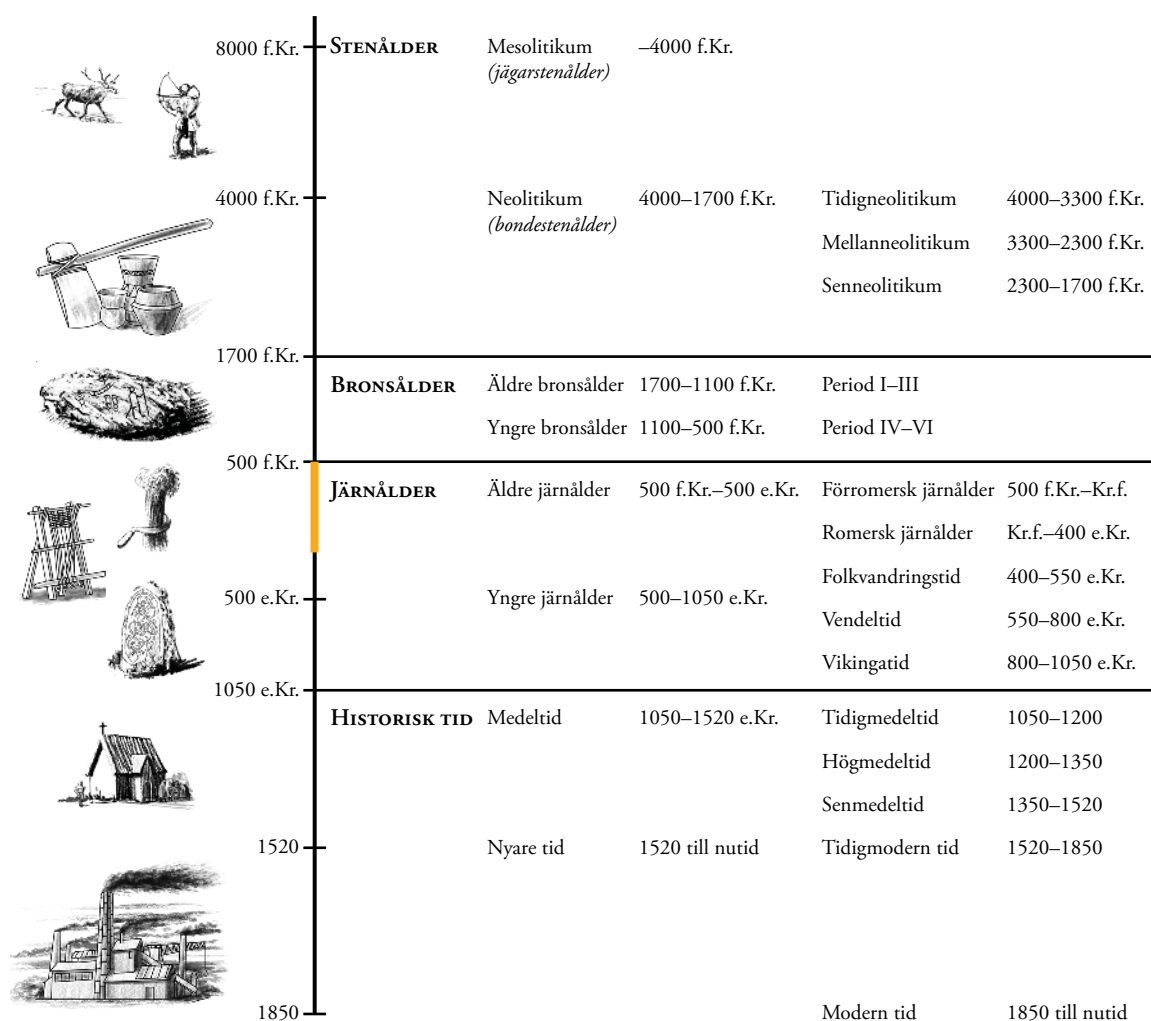 8000 f.Kr. STENÅLDER Mesolitikum –4000 f.Kr.
(jägarstenålder)
4000 f.Kr. Neolitikum 4000–1700 f.Kr. Tidigneolitikum 4000–3300 f.Kr.
(bondestenålder)
Mellanneolitikum 3300–2300 f.Kr.
Senneolitikum 2300–1700 f.Kr.
1700 f.Kr.
BRONSÅLDER Äldre bronsålder 1700–1100 f.Kr. Period I–III
Yngre bronsålder 1100–500 f.Kr. Period IV–VI
500 f.Kr.
JÄRNÅLDER Äldre järnålder 500 f.Kr.–500 e.Kr. Förromersk järnålder 500 f.Kr.–Kr.f.
Romersk järnålder Kr.f.–400 e.Kr.
Folkvandringstid 400–550 e.Kr.
500 e.Kr. Yngre järnålder 500–1050 e.Kr.
Vendeltid 550–800 e.Kr.
Vikingatid 800–1050 e.Kr.
1050 e.Kr.
HISTORISK TID Medeltid 1050–1520 e.Kr. Tidigmedeltid 1050–1200
Högmedeltid 1200–1350
Senmedeltid 1350–1520
1520 Nyare tid 1520 till nutid Tidigmodern tid 1520–1850
1850 Modern tid 1850 till nutid